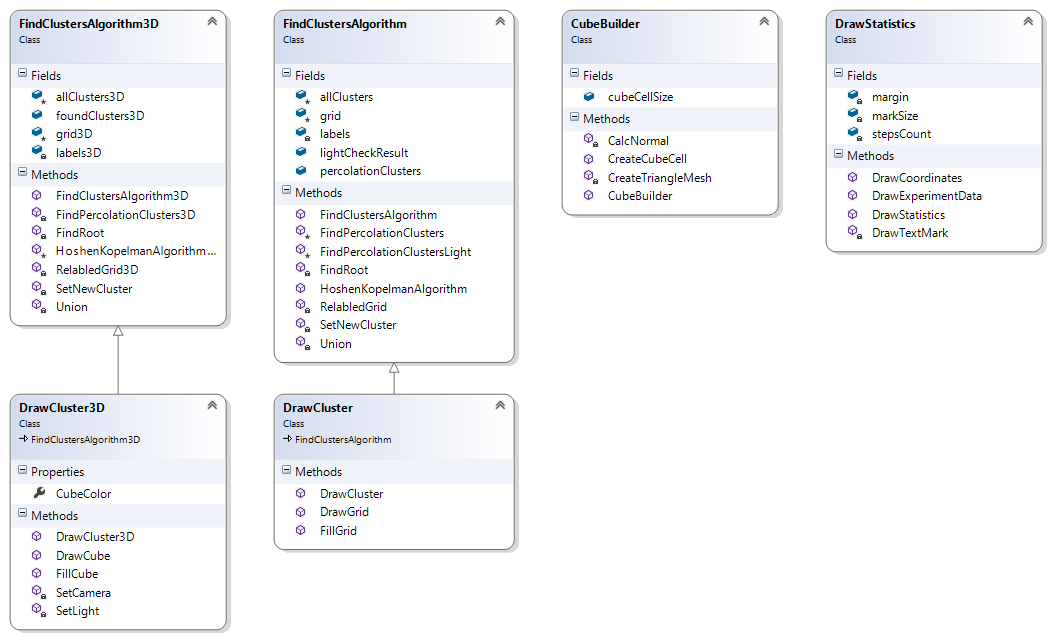 FindClustersAlgorithm3D
Class
Fields
allClusters3D
foundClusters3D
grid3D
labels3D
Methods
FindClustersAlgorithm3D
FindPercolationClusters3D
FindRoot
HoshenKopelmanAlgorithm...
RelabledGrid3D
SetNewCluster
Union
DrawCluster3D
Class
FindClustersAlgorithm3D
Properties
CubeColor
Methods
DrawCluster3D
DrawCube
FillCube
SetCamera
SetLight
FindClustersAlgorithm
Class
Fields
allClusters
grid
labels
lightCheckResult
percolationClusters
Methods
FindClustersAlgorithm
FindPercolationClusters
FindPercolationClustersLight
FindRoot
HoshenKopelmanAlgorithm
RelabledGrid
SetNewCluster
Union
DrawCluster
Class
FindClustersAlgorithm
Methods
DrawCluster
DrawGrid
FillGrid
CubeBuilder
Class
Fields
cubeCellSize
Methods
CalcNormal
CreateCubeCell
CreateTriangleMesh
CubeBuilder
DrawStatistics
Class
Fields
margin
markSize
stepsCount
Methods
DrawCoordinates
DrawExperimentData
DrawStatistics
DrawTextMark